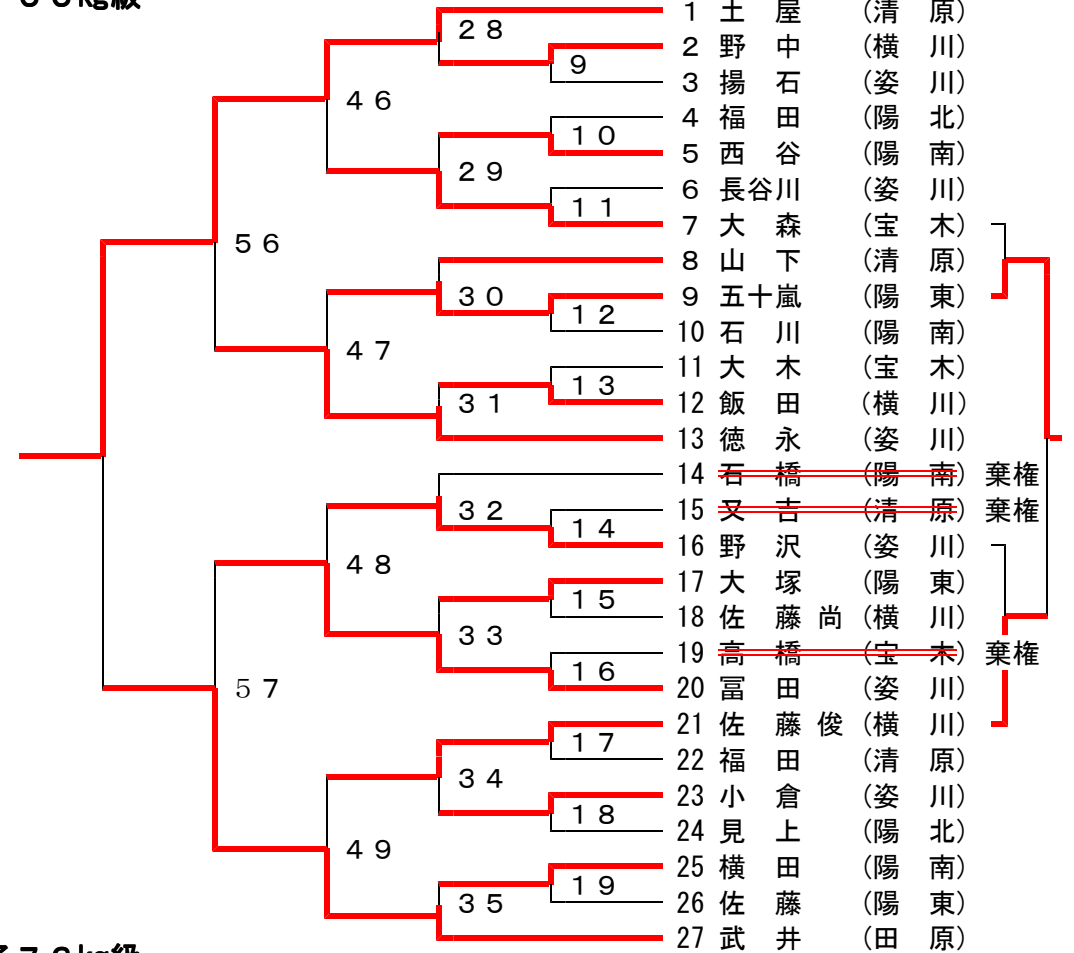 28 1 土屋 (清原)
2 野中 (横川)
9
3 揚石 (姿川)
46
4 福田 (陽北)
10
5 西谷 (陽南)
29
6 長谷川 (姿川)
11
7 大森 (宝木)
56
8 山下 (清原)
30 9 五十嵐 (陽東)
12
10 石川 (陽南)
47
11 大木 (宝木)
13
31 12 飯田 (横川)
13 徳永 (姿川)
14 石橋 (陽南) 棄権
32 15 又吉 (清原) 棄権
14
16 野沢 (姿川)
48
17 大塚 (陽東)
15
18 佐藤尚 (横川)
33
19 高橋 (宝木) 棄権
16
57 20 冨田 (姿川)
21 佐藤俊 (横川)
17
22 福田 (清原)
34
23 小倉 (姿川)
18
24 見上 (陽北)
49
25 横田 (陽南)
19
35 26 佐藤 (陽東)
27 武井 (田原)